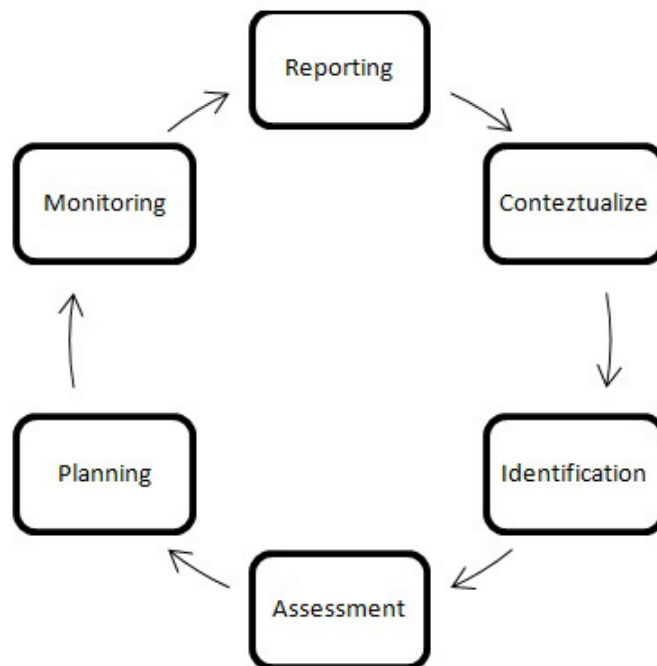 Reporting
Conteztualize
Identification
Assessment
Planning
Monitoring